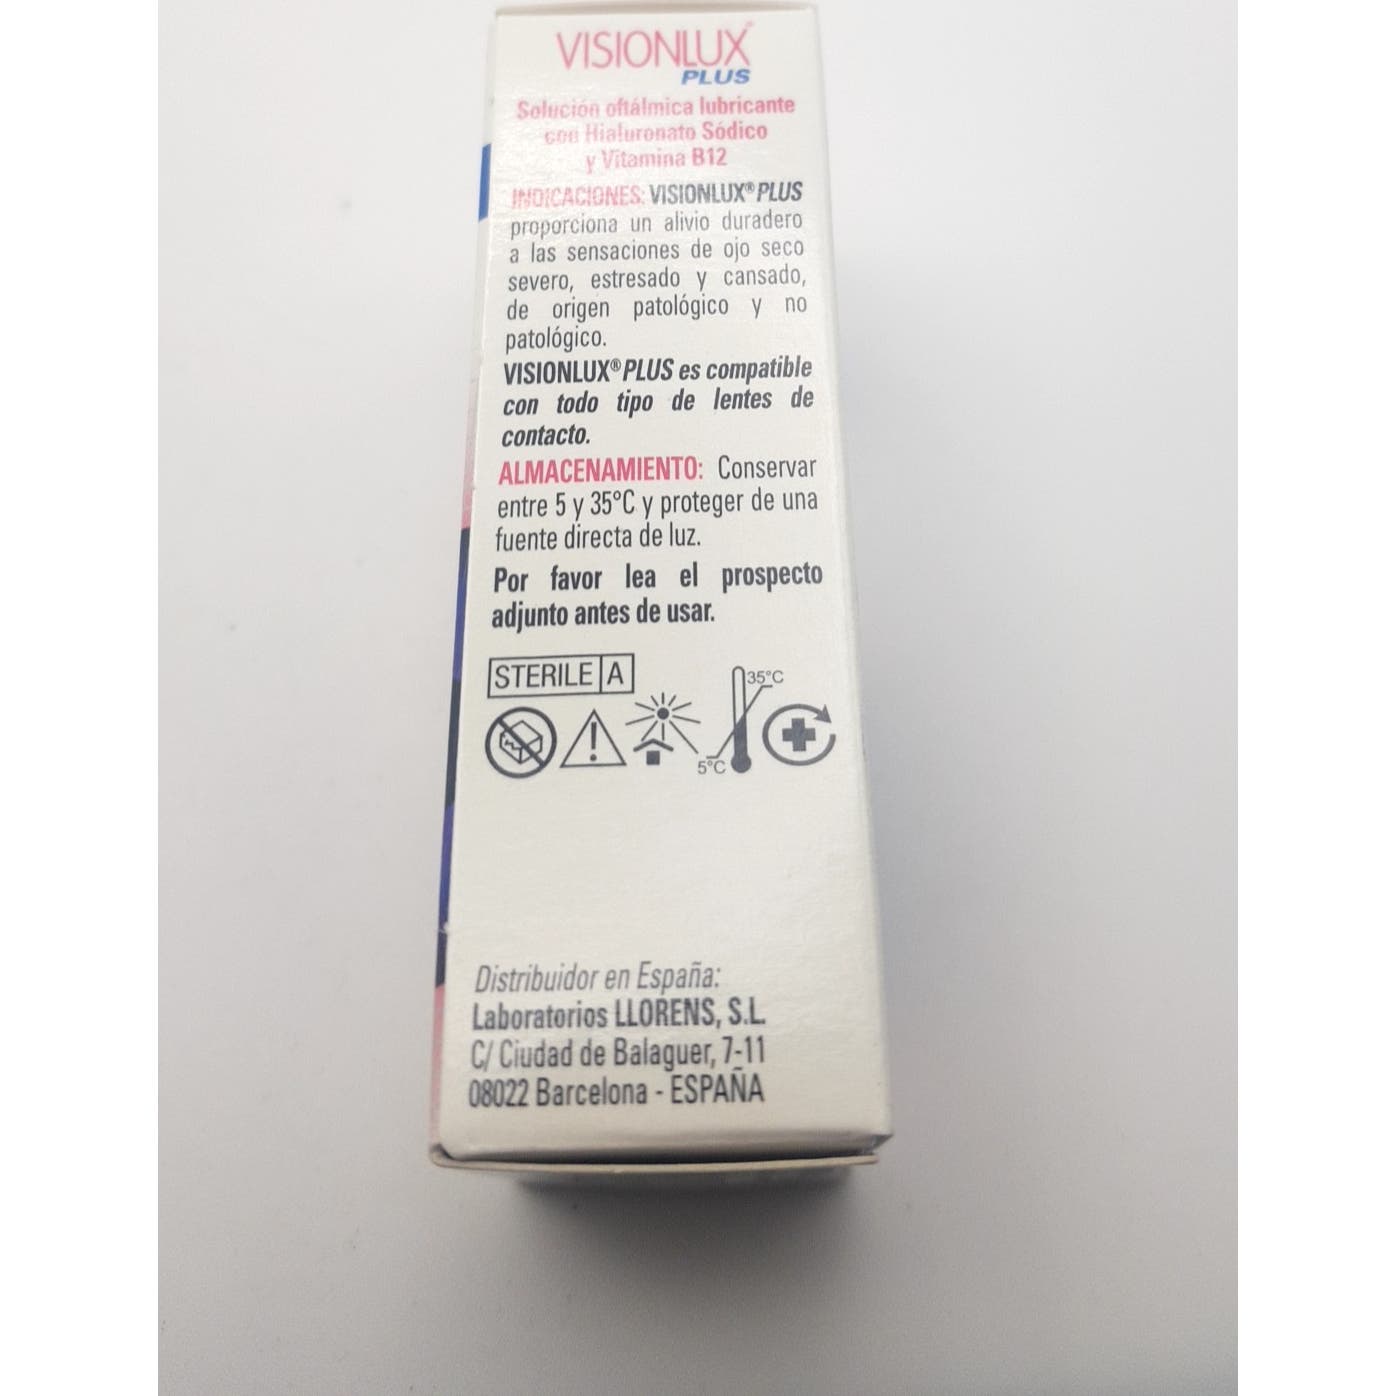 VISIONLUX
PLUS
Solución oftálmica lubricante
con Hialuronato Sódico
y Vitamina B12
INDICACIONES: VISIONLUX® PLUS
proporciona un alivio duradero
a las sensaciones de ojo seco
severo, estresado y cansado,
de origen patológico y no
patológico.
VISIONLUX® PLUS es compatible
con todo tipo de lentes de
contacto.
ALMACENAMIENTO: Conservar
entre 5 y 35°C y proteger de una
fuente directa de luz.
Por favor lea el prospecto
adjunto antes de usar.
STERILE A
35°C
5°C
Distribuidor en España:
Laboratorios LLORENS, S.L.
C/ Ciudad de Balaguer, 7-11
08022 Barcelona - ESPAÑA